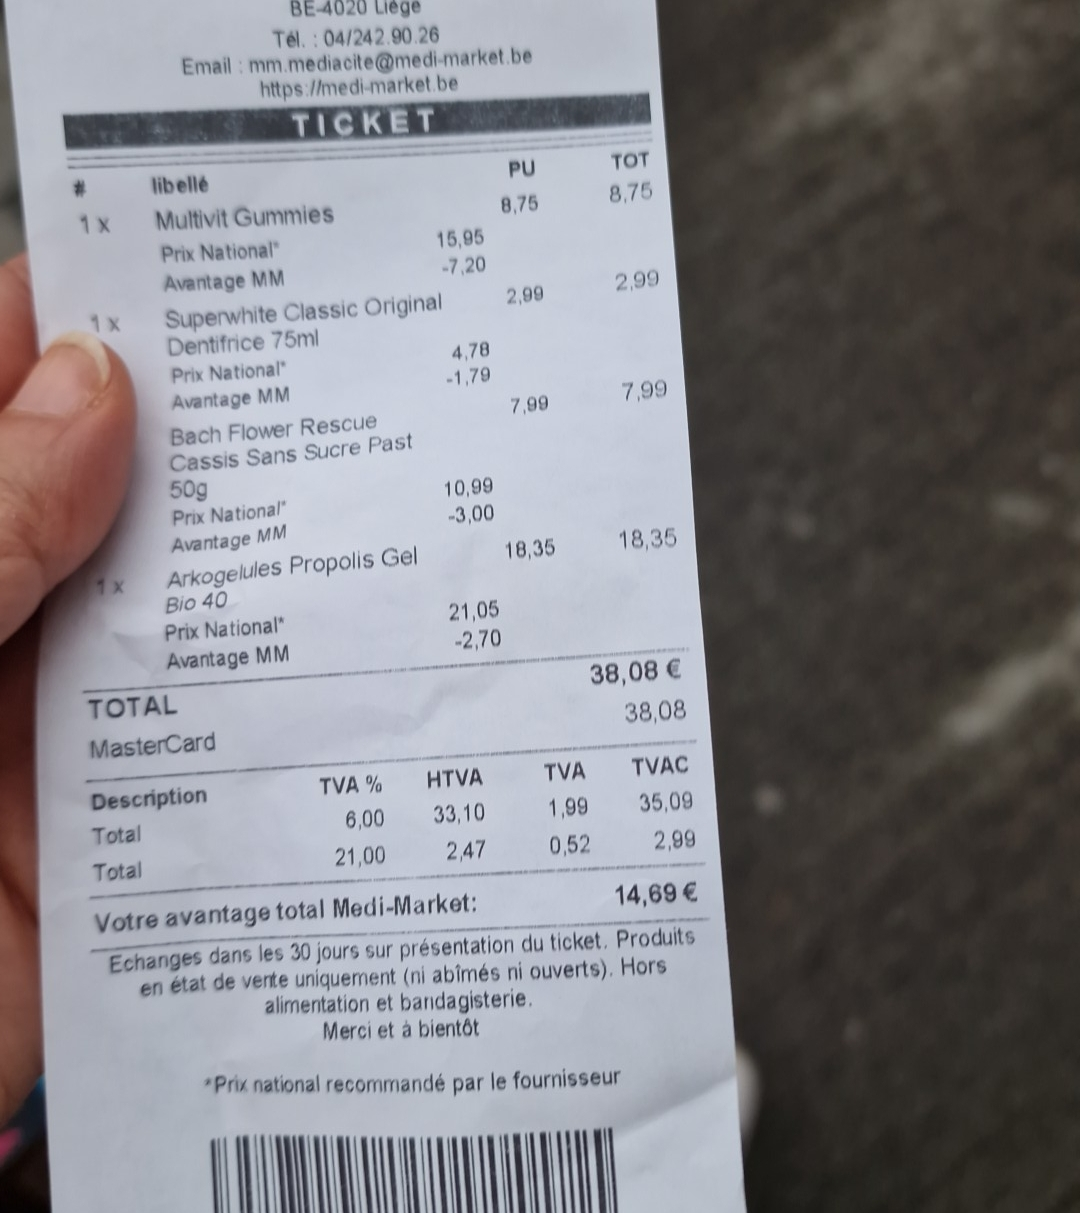 BE-4020 Liège
Tél. : 04/242.90.26
Email : mm.mediacite@medi-market.be
https://medi-market.be
TICKET
# libellé PU TOT
1 x Multivit Gummies 8,75 8,75
Prix National* 15,95
Avantage MM -7,20
1 x Superwhite Classic Original 2,99 2,99
Dentifrice 75ml
Prix National* 4,78
Avantage MM -1,79
Bach Flower Rescue 7,99 7,99
Cassis Sans Sucre Past
50g
Prix National* 10,99
Avantage MM -3,00
1 x Arkogelules Propolis Gel 18,35 18,35
Bio 40
Prix National* 21,05
Avantage MM -2,70
TOTAL 38,08 €
MasterCard 38,08
Description TVA % HTVA TVA TVAC
Total 6,00 33,10 1,99 35,09
Total 21,00 2,47 0,52 2,99
Votre avantage total Medi-Market: 14,69 €
Echanges dans les 30 jours sur présentation du ticket. Produits
en état de vente uniquement (ni abîmés ni ouverts). Hors
alimentation et bandagisterie.
Merci et à bientôt
*Prix national recommandé par le fournisseur